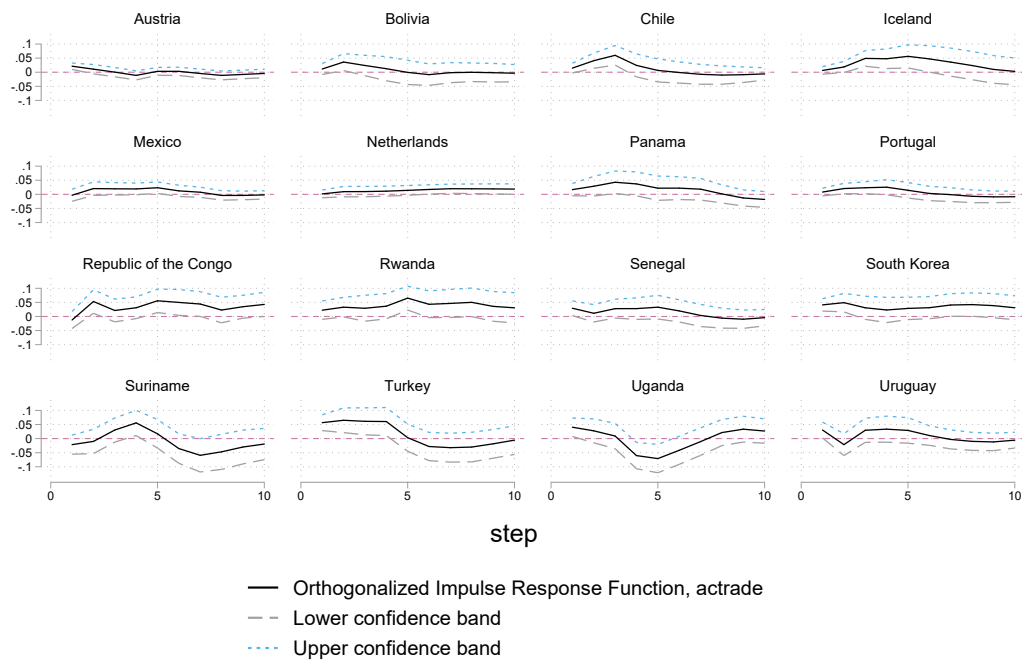 Austria Bolivia Chile Iceland
.1
.05
0
-.05
-.1
Mexico Netherlands Panama Portugal
.1
.05
0
-.05
-.1
Republic of the Congo Rwanda Senegal South Korea
.1
.05
0
-.05
-.1
Suriname Turkey Uganda Uruguay
.1
.05
0
-.05
-.1
0 5 10 0 5 10 0 5 10 0 5 10
step
Orthogonalized Impulse Response Function, actrade
Lower confidence band
Upper confidence band